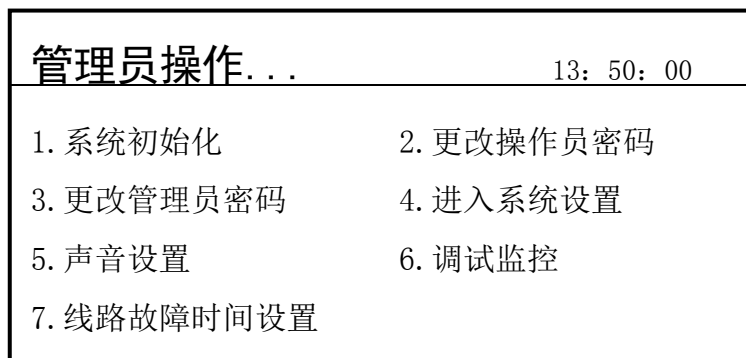 管理员操作... 13：50：00
1.系统初始化 2.更改操作员密码
3.更改管理员密码 4.进入系统设置
5.声音设置 6.调试监控
7.线路故障时间设置